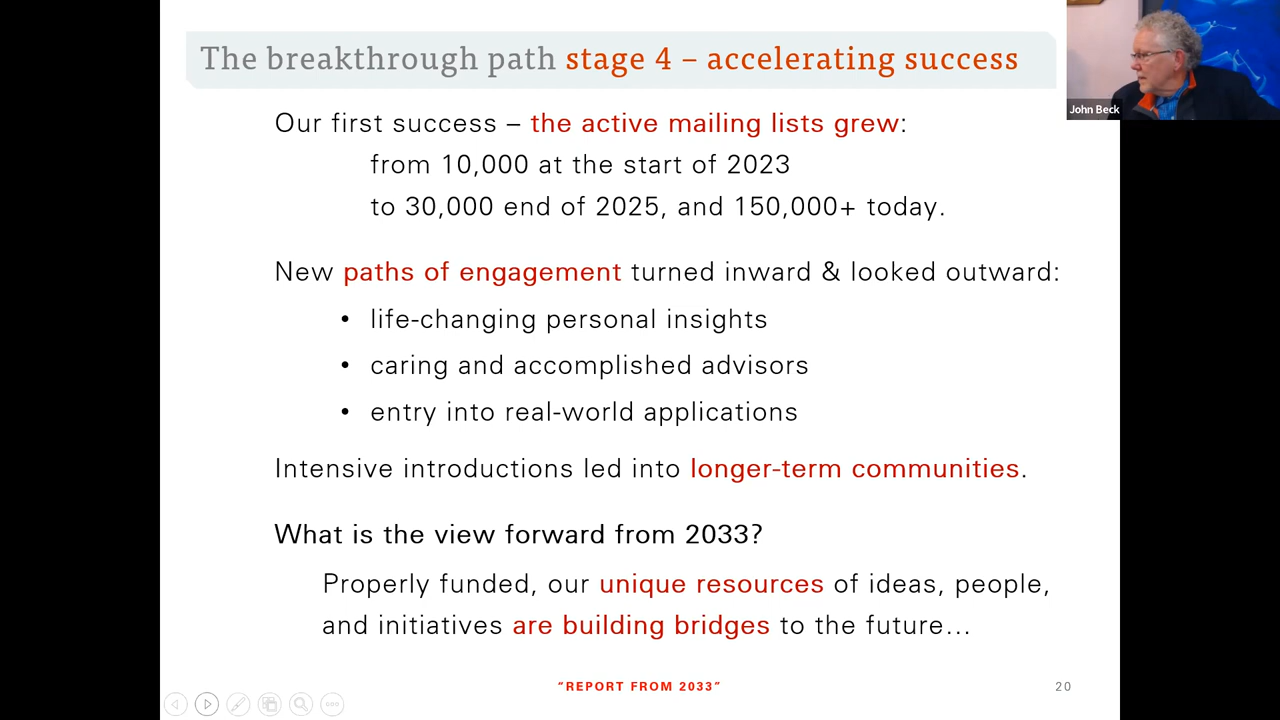 The breakthrough path stage 4 – accelerating success
John Beck
Our first success – the active mailing lists grew:
from 10,000 at the start of 2023
to 30,000 end of 2025, and 150,000+ today.
New paths of engagement turned inward & looked outward:
• life-changing personal insights
• caring and accomplished advisors
• entry into real-world applications
Intensive introductions led into longer-term communities.
What is the view forward from 2033?
Properly funded, our unique resources of ideas, people,
and initiatives are building bridges to the future...
“REPORT FROM 2033”
20